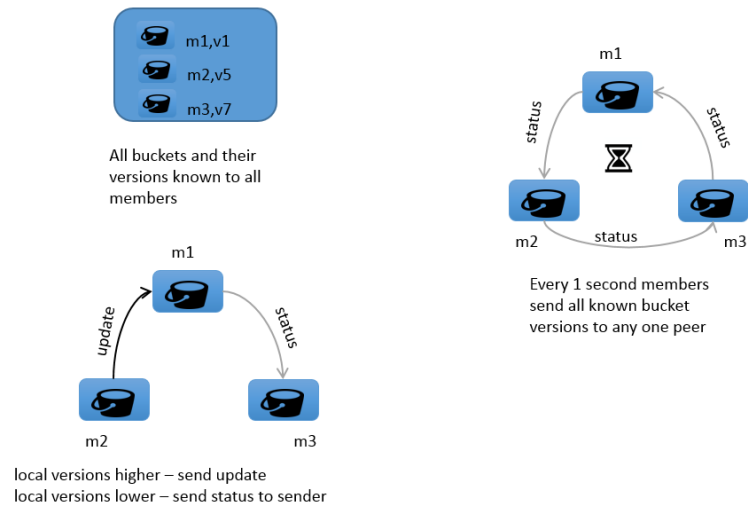 m1,v1
m2,v5
m3,v7
All buckets and their
versions known to all
members
m1
status
status
m2
status
m3
Every 1 second members
send all known bucket
versions to any one peer
m1
update
status
m2
m3
local versions higher – send update
local versions lower – send status to sender